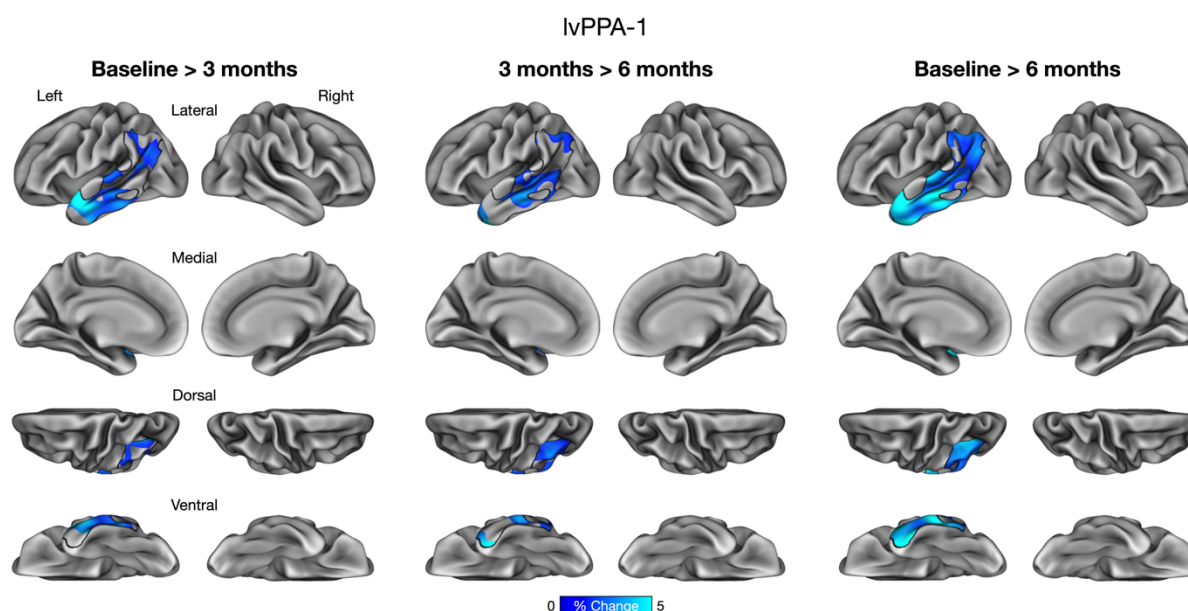 lvPPA-1
Baseline > 3 months
3 months > 6 months
Baseline > 6 months
Left
Lateral
Right
Medial
Dorsal
Ventral
0 % Change 5